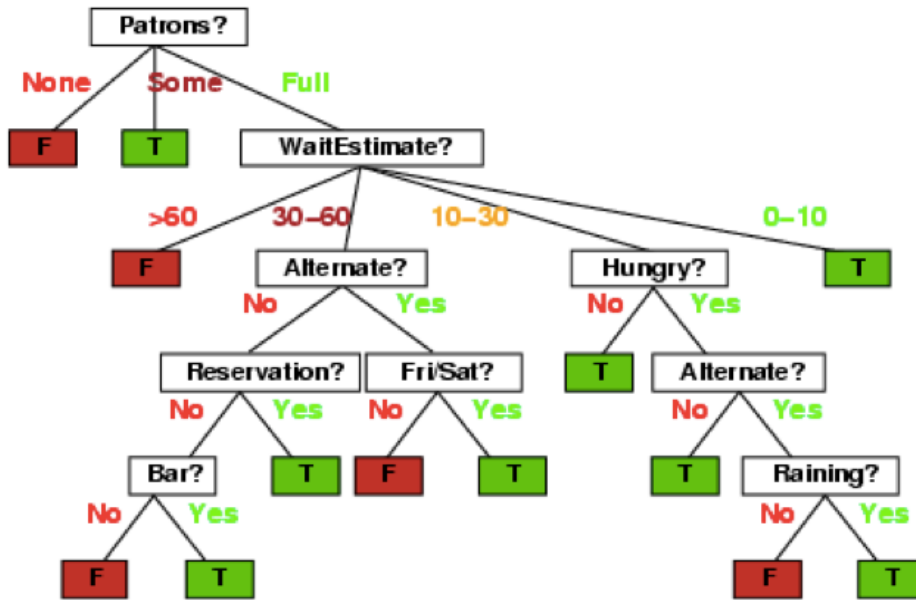 Patrons?
None Some Full
F T WaitEstimate?
>60 30–60 10–30 0–10
F Alternate? Hungry? T
No Yes No Yes
Reservation? Fri/Sat? T Alternate?
No Yes No Yes No Yes
Bar? T F T T Raining?
No Yes No Yes
F T F T